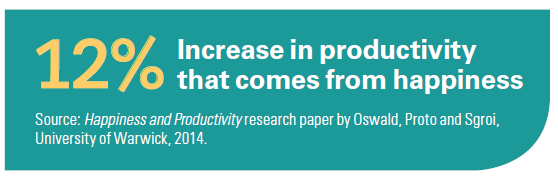 12% Increase in productivity
that comes from happiness
Source: Happiness and Productivity research paper by Oswald, Proto and Sgroi,
University of Warwick, 2014.